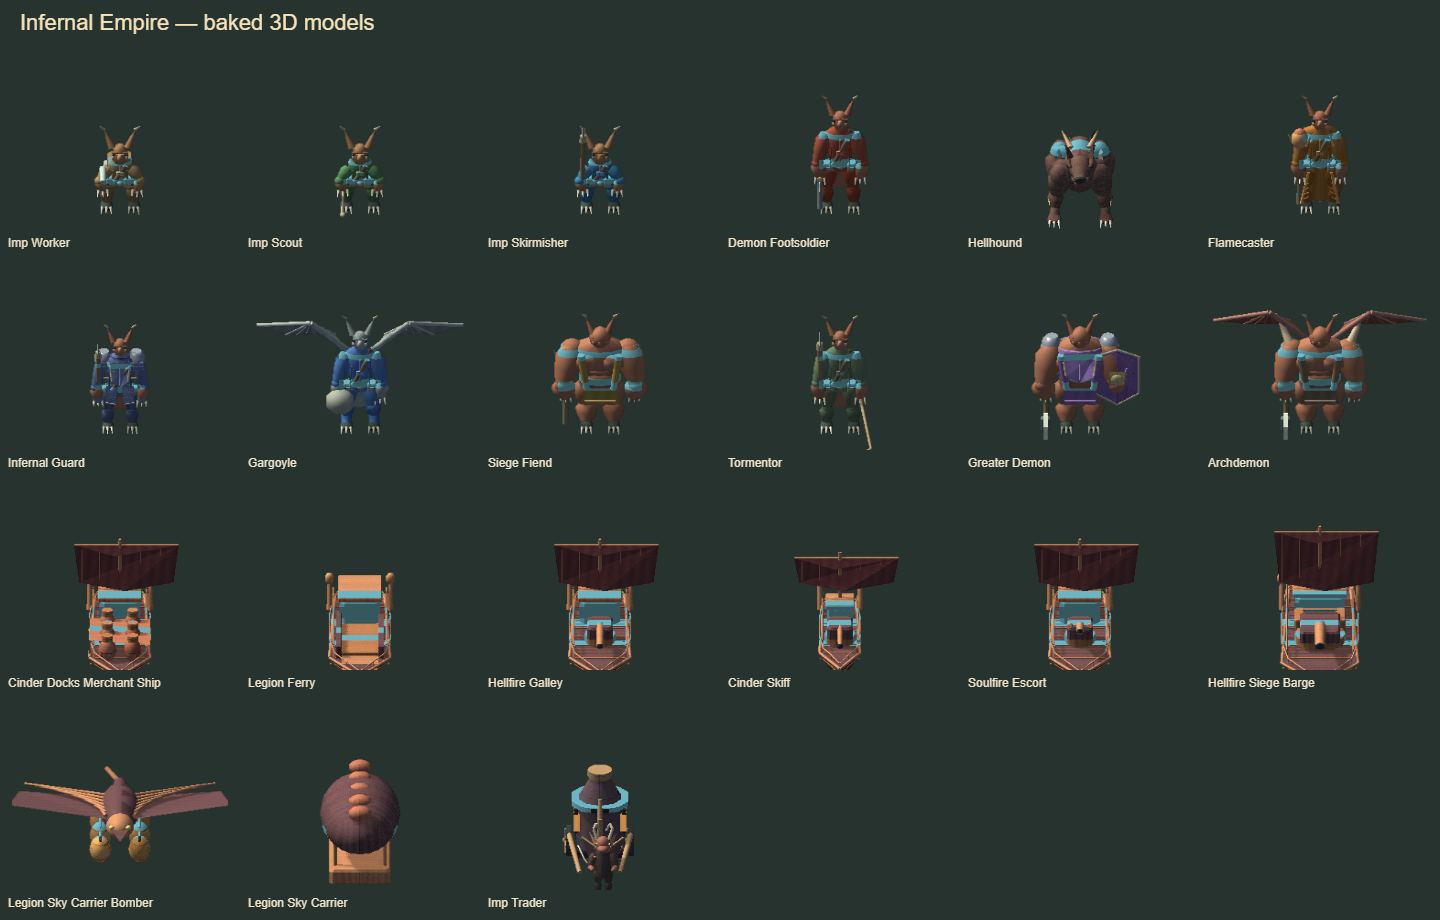 Infernal Empire — baked 3D models
Imp Worker
Imp Scout
Imp Skirmisher
Demon Footsoldier
Hellhound
Flamecaster
Infernal Guard
Gargoyle
Siege Fiend
Tormentor
Greater Demon
Archdemon
Cinder Docks Merchant Ship
Legion Ferry
Hellfire Galley
Cinder Skiff
Soulfire Escort
Hellfire Siege Barge
Legion Sky Carrier Bomber
Legion Sky Carrier
Imp Trader